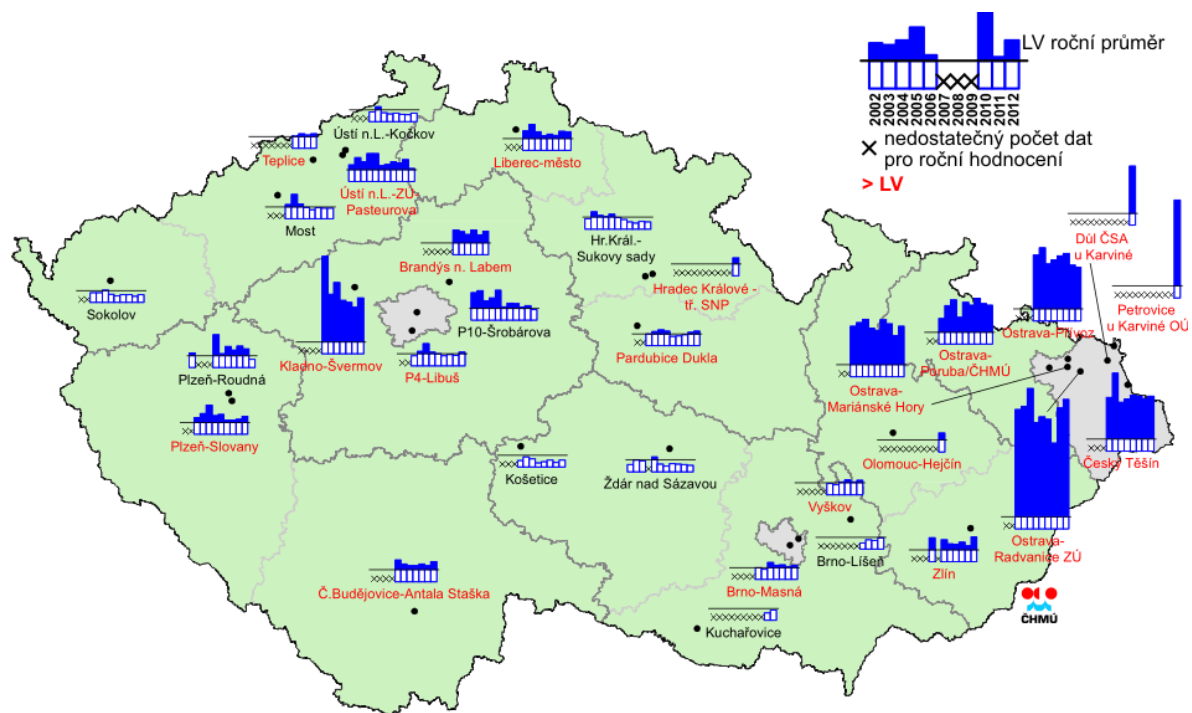 LV roční průměr
2002
2003
2004
2005
2006
2007
2008
2009
2010
2011
2012
nedostatečný počet dat
pro roční hodnocení
> LV
Ústí n.L.-Kočkov
Teplice
Ústí n.L.-ZÚ
Pasteurova
Most
Liberec-město
Hr.Král.-
Sukovy sady
Hradec Králové -
tř. SNP
Brandýs n. Labem
Sokolov
P10-Šrobárova
Kladno-Švermov
P4-Libuš
Pardubice Dukla
Plzeň-Roudná
Plzeň-Slovany
Důl ČSA
u Karviné
Petrovice
u Karviné OÚ
Ostrava-Přívoz
Ostrava-
Poruba/ČHMÚ
Ostrava-
Mariánské Hory
Český Těšín
Olomouc-Hejčín
Košetice
Ždár nad Sázavou
Vyškov
Brno-Líšeň
Zlín
Ostrava-
Radvanice ZÚ
Č.Budějovice-Antala Staška
Brno-Masná
Kuchařovice
ČHMÚ